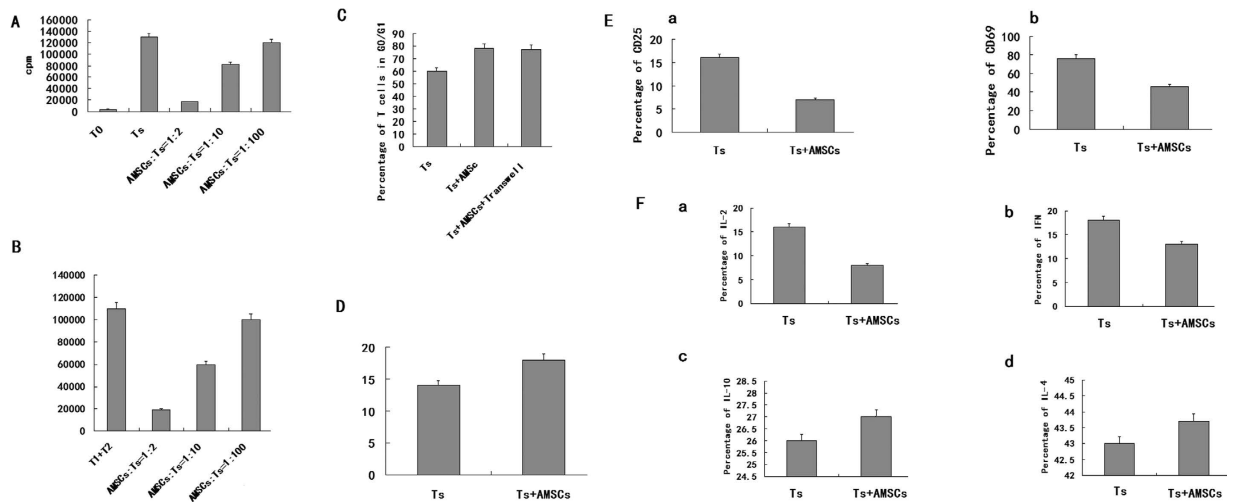 A
cpm
160000
140000
120000
100000
80000
60000
40000
20000
0
T0
Ts
AMSCs:Ts=1:2
AMSCs:Ts=1:10
AMSCs:Ts=1:100
B
140000
120000
100000
80000
60000
40000
20000
0
T1+T2
AMSCs:Ts=1:2
AMSCs:Ts=1:10
AMSCs:Ts=1:100
C
Percentage of T cells in G0/G1
90
80
70
60
50
40
30
20
10
0
Ts
Ts+AMSc
Ts+AMSCs+Transwell
D
20
15
10
5
0
Ts
Ts+AMSCs
E
a
Percentage of CD25
20
15
10
5
0
Ts
Ts+AMSCs
b
Percentage of CD69
100
80
60
40
20
0
Ts
Ts+AMSCs
F
a
Percentage of IL-2
20
15
10
5
0
Ts
Ts+AMSCs
b
Percentage of IFN
20
15
10
5
0
Ts
Ts+AMSCs
c
Percentage of IL-10
28.5
28
27.5
27
26.5
26
25.5
25
24.5
Ts
Ts+AMSCs
d
Percentage of IL-4
45
44.5
44
43.5
43
42.5
42
Ts
Ts+AMSCs